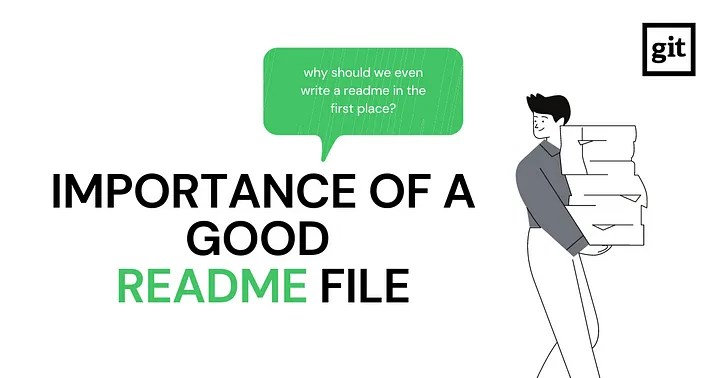 git
why should we even
write a readme in the
first place?
IMPORTANCE OF A
GOOD
README FILE